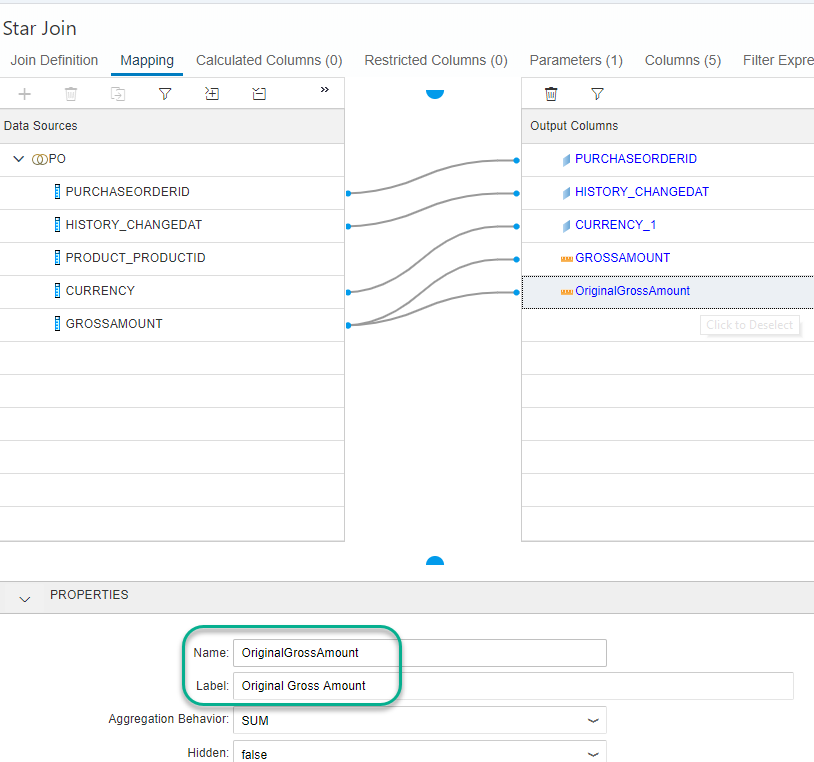 Star Join
Join Definition Mapping Calculated Columns (0) Restricted Columns (0) Parameters (1) Columns (5) Filter Expre
»
Data Sources
Output Columns
PO
PURCHASEORDERID
HISTORY_CHANGEDAT
PRODUCT_PRODUCTID
CURRENCY
GROSSAMOUNT
PURCHASEORDERID
HISTORY_CHANGEDAT
CURRENCY_1
GROSSAMOUNT
OriginalGrossAmount
Click to Deselect
PROPERTIES
Name: OriginalGrossAmount
Label: Original Gross Amount
Aggregation Behavior: SUM
Hidden: false